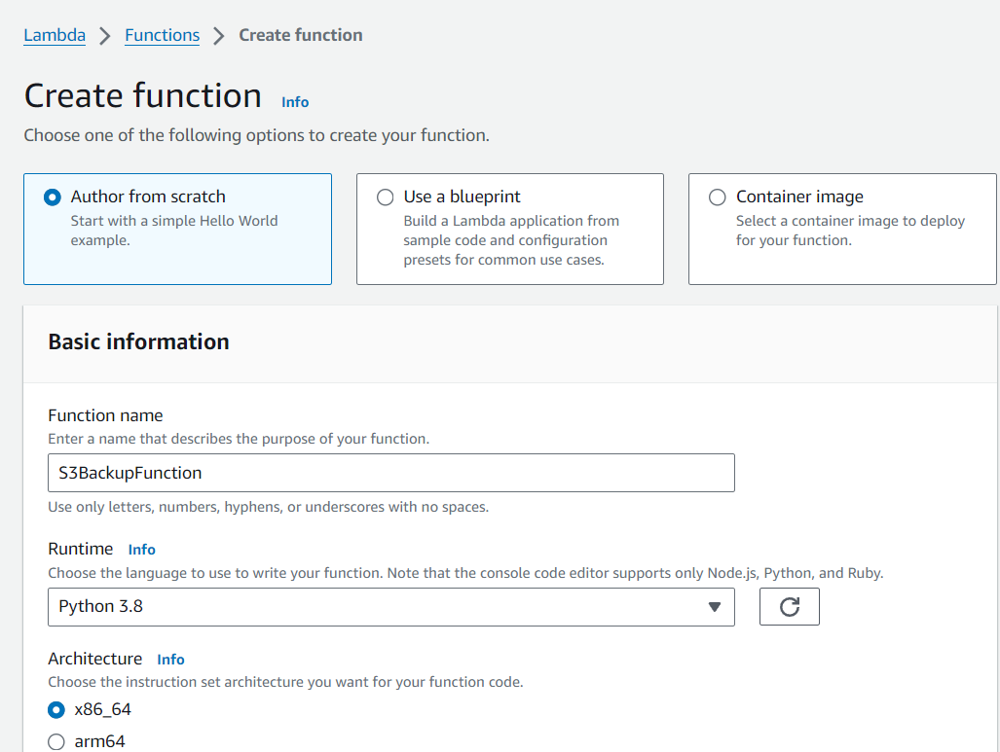 Lambda > Functions > Create function
Create function Info
Choose one of the following options to create your function.
Author from scratch
Start with a simple Hello World
example.
Use a blueprint
Build a Lambda application from
sample code and configuration
presets for common use cases.
Container image
Select a container image to deploy
for your function.
Basic information
Function name
Enter a name that describes the purpose of your function.
S3BackupFunction
Use only letters, numbers, hyphens, or underscores with no spaces.
Runtime Info
Choose the language to use to write your function. Note that the console code editor supports only Node.js, Python, and Ruby.
Python 3.8
Architecture Info
Choose the instruction set architecture you want for your function code.
x86_64
arm64